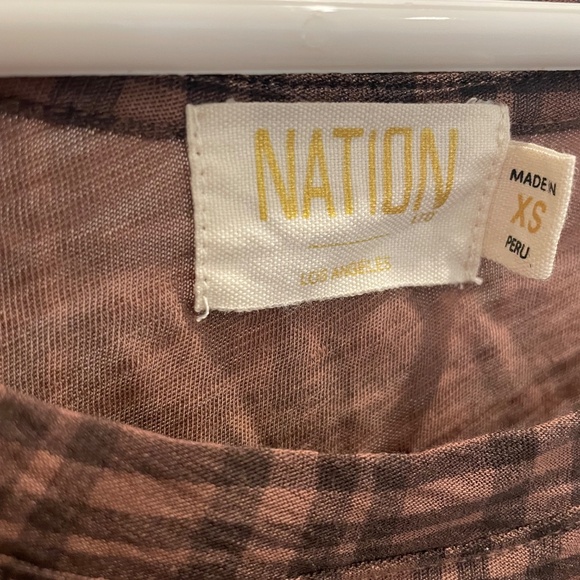 NATION
LTD
LOS ANGELES
MADE IN
XS
PERU